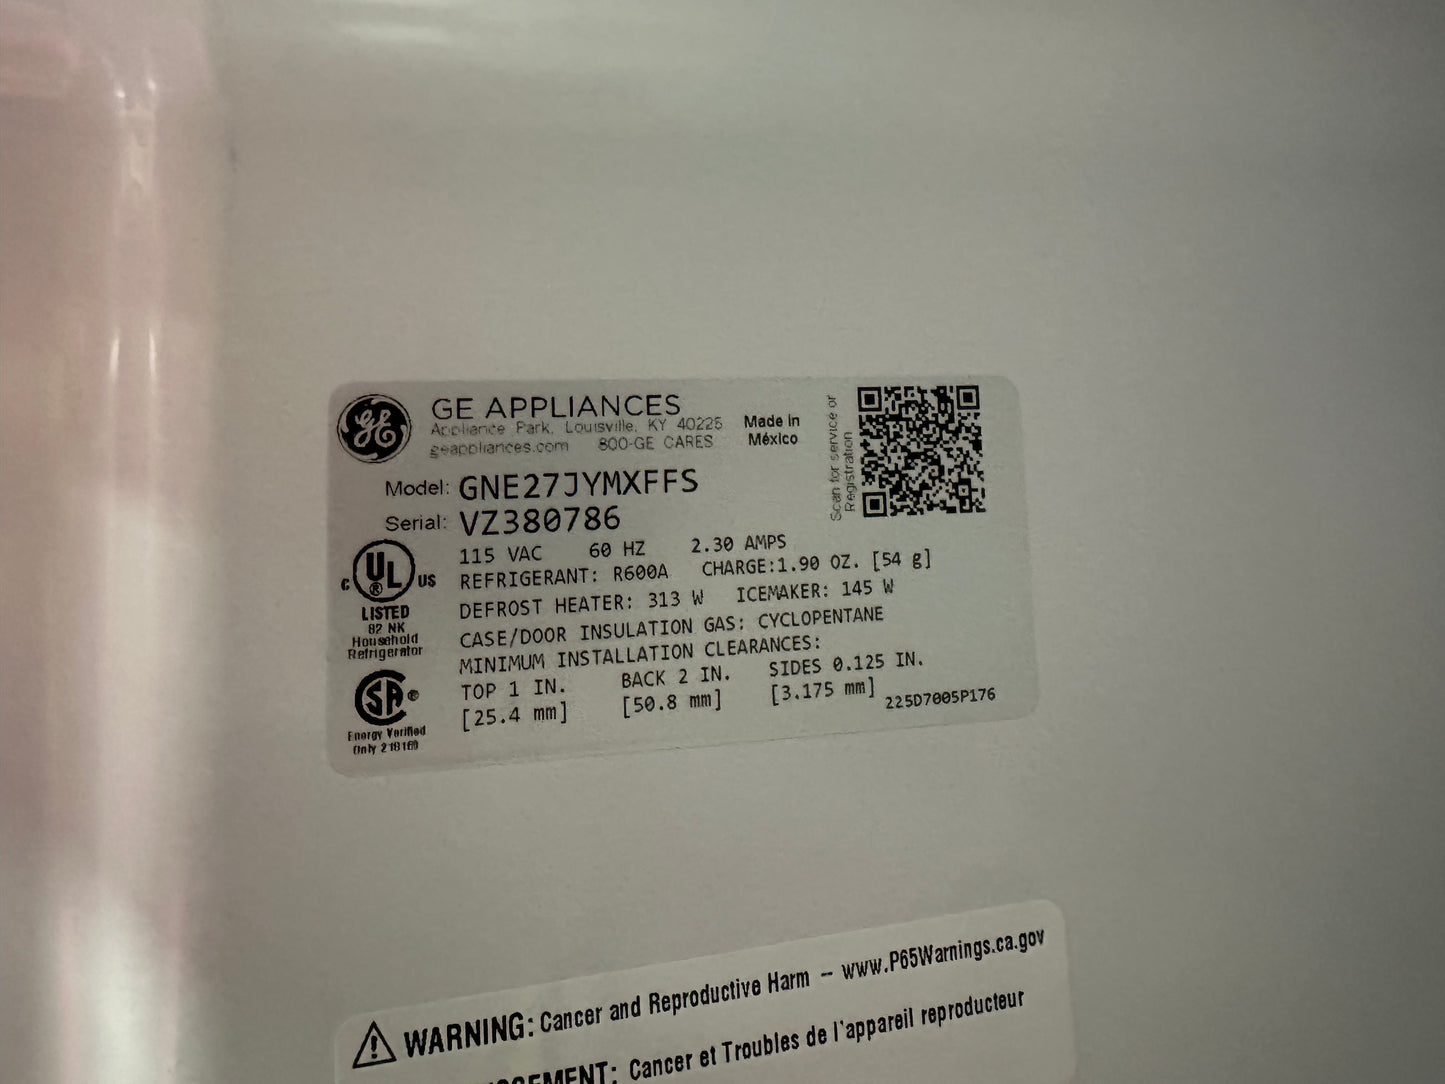 GE APPLIANCES
Appliance Park, Louisville, KY 40225
geappliances.com 800-GE CARES
Made in
México
Scan for service or
Registration
Model: GNE27JYMXFFS
Serial: VZ380786
115 VAC 60 HZ 2.30 AMPS
REFRIGERANT: R600A CHARGE:1.90 OZ. [54 g]
DEFROST HEATER: 313 W ICEMAKER: 145 W
CASE/DOOR INSULATION GAS: CYCLOPENTANE
MINIMUM INSTALLATION CLEARANCES:
TOP 1 IN. BACK 2 IN. SIDES 0.125 IN.
[25.4 mm] [50.8 mm] [3.175 mm]
225D7005P176
C UL ® US
LISTED
82 NK
Household
Refrigerator
SA ®
Energy Verified
Only
WARNING: Cancer and Reproductive Harm – www.P65Warnings.ca.gov
Cancer et Troubles de l'appareil reproducteur